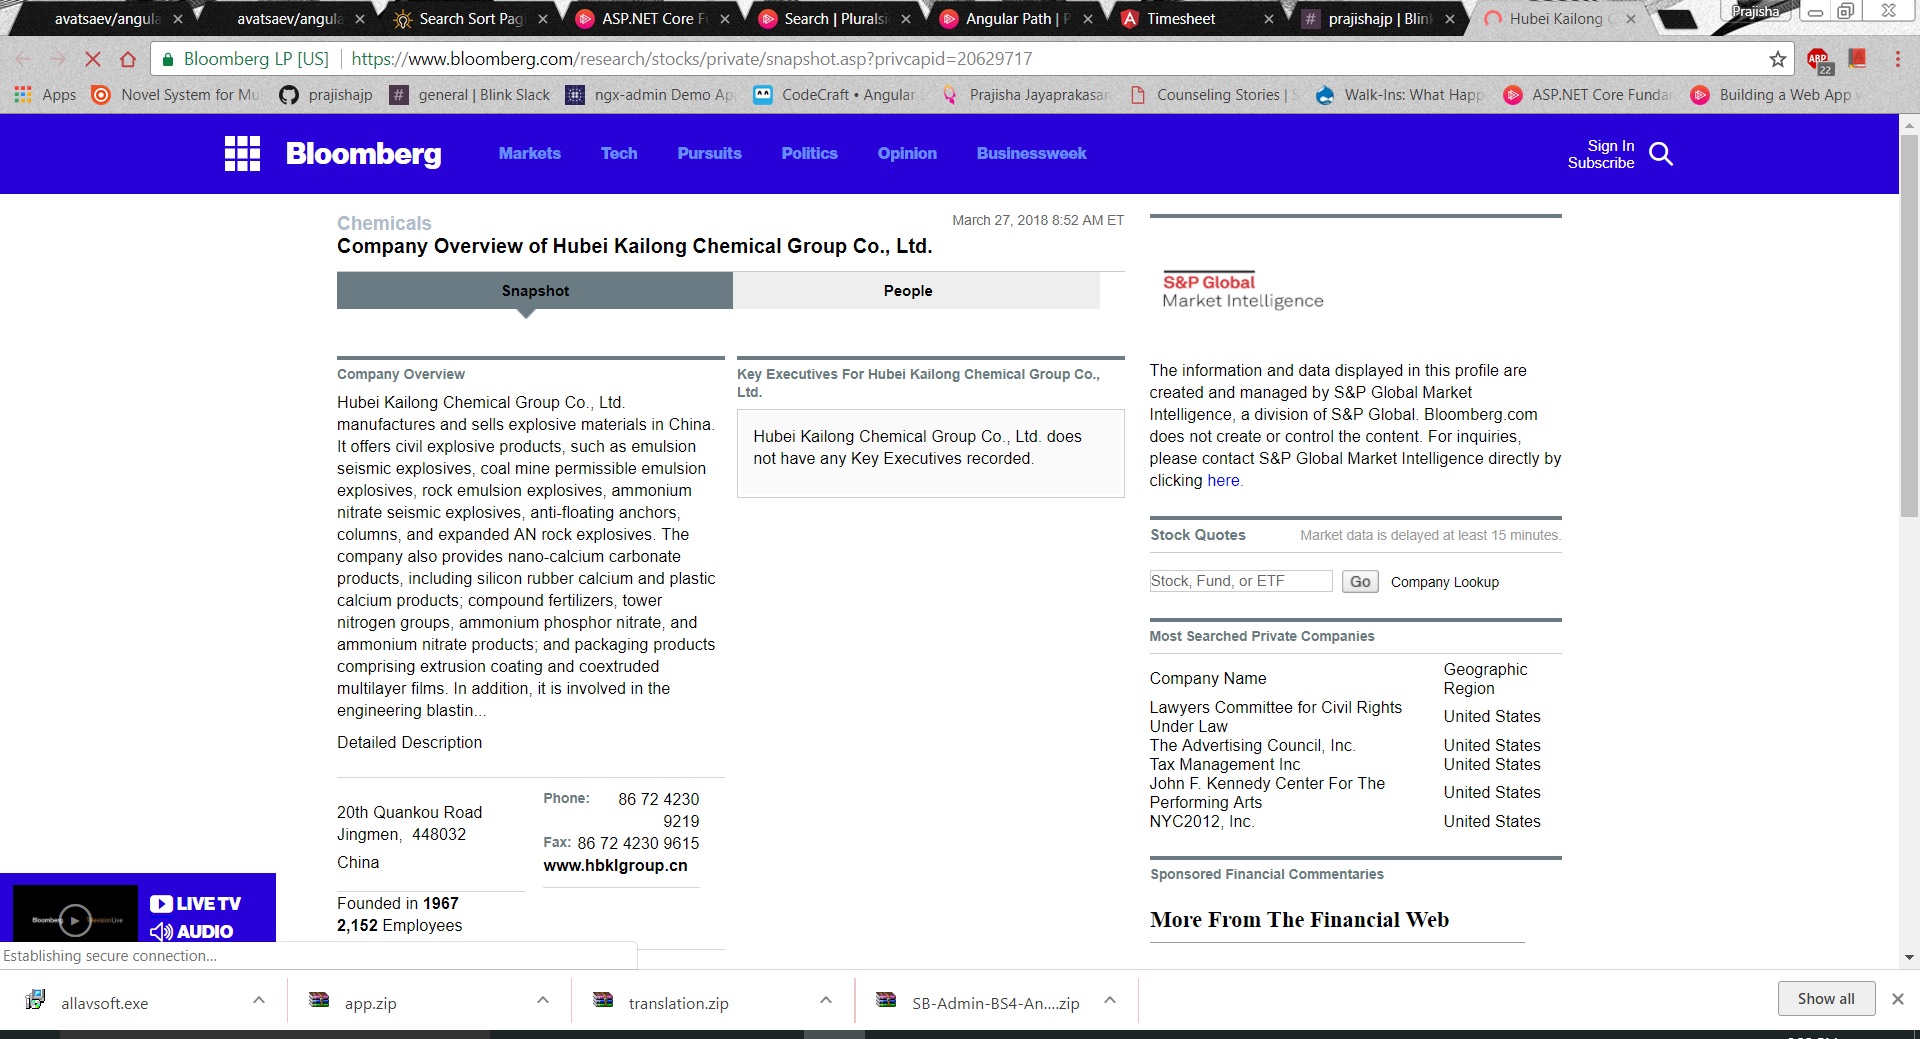 avatsaev/angula
avatsaev/angula
Search Sort Pag
ASP.NET Core F
Search | Pluralsi
Angular Path | P
Timesheet
prajishajp | Blink
Hubei Kailong C
Prajisha
Bloomberg LP [US]
https://www.bloomberg.com/research/stocks/private/snapshot.asp?privcapid=20629717
ABP
22
Apps
Novel System for Mu
prajishajp
general | Blink Slack
ngx-admin Demo Ap
CodeCraft • Angular
Prajisha Jayaprakasan
Counseling Stories | S
Walk-Ins: What Happ
ASP.NET Core Funda
Building a Web App
Bloomberg
Markets
Tech
Pursuits
Politics
Opinion
Businessweek
Sign In
Subscribe
Chemicals
March 27, 2018 8:52 AM ET
Company Overview of Hubei Kailong Chemical Group Co., Ltd.
Snapshot
People
Company Overview
Hubei Kailong Chemical Group Co., Ltd.
manufactures and sells explosive materials in China.
It offers civil explosive products, such as emulsion
seismic explosives, coal mine permissible emulsion
explosives, rock emulsion explosives, ammonium
nitrate seismic explosives, anti-floating anchors,
columns, and expanded AN rock explosives. The
company also provides nano-calcium carbonate
products, including silicon rubber calcium and plastic
calcium products; compound fertilizers, tower
nitrogen groups, ammonium phosphor nitrate, and
ammonium nitrate products; and packaging products
comprising extrusion coating and coextruded
multilayer films. In addition, it is involved in the
engineering blastin...
Detailed Description
20th Quankou Road
Jingmen,  448032
China
Phone: 86 72 4230
9219
Fax: 86 72 4230 9615
www.hbklgroup.cn
Founded in 1967
2,152 Employees
Key Executives For Hubei Kailong Chemical Group Co.,
Ltd.
Hubei Kailong Chemical Group Co., Ltd. does
not have any Key Executives recorded.
S&P Global
Market Intelligence
The information and data displayed in this profile are
created and managed by S&P Global Market
Intelligence, a division of S&P Global. Bloomberg.com
does not create or control the content. For inquiries,
please contact S&P Global Market Intelligence directly by
clicking here.
Stock Quotes
Market data is delayed at least 15 minutes.
Stock, Fund, or ETF
Go
Company Lookup
Most Searched Private Companies
Company Name
Geographic
Region
Lawyers Committee for Civil Rights
Under Law
United States
The Advertising Council, Inc.
United States
Tax Management Inc
United States
John F. Kennedy Center For The
Performing Arts
United States
NYC2012, Inc.
United States
Sponsored Financial Commentaries
More From The Financial Web
Bloomberg
LIVE TV
AUDIO
Establishing secure connection...
allavsoft.exe
app.zip
translation.zip
SB-Admin-BS4-An....zip
Show all